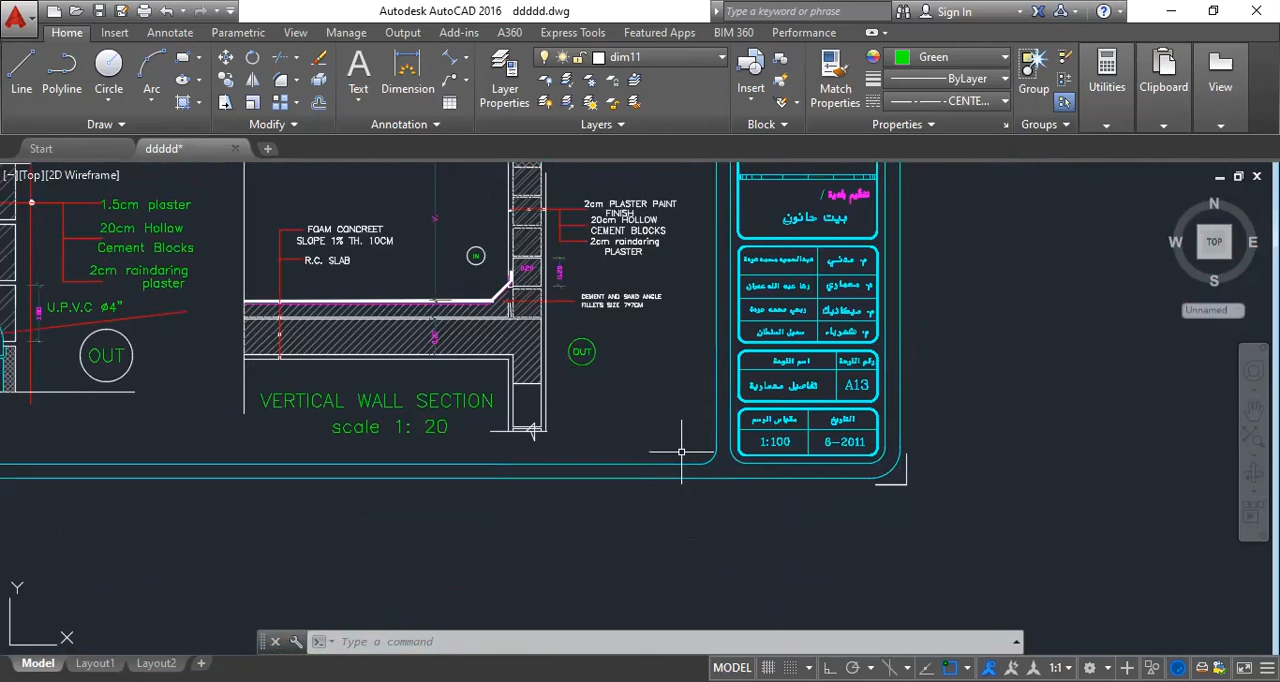 Autodesk AutoCAD 2016 ddddd.dwg
Type a keyword or phrase
Sign In
Home Insert Annotate Parametric View Manage Output Add-ins A360 Express Tools Featured Apps BIM 360 Performance
Line Polyline Circle Arc
Text Dimension
Layer Properties
dim11
Insert
Match Properties
Green
ByLayer
CENTE...
Group
Utilities
Clipboard
View
Draw Modify Annotation Layers Block Properties Groups
Start ddddd*
[−][Top][2D Wireframe]
1.5cm plaster
20cm Hollow
Cement Blocks
2cm raindaring
plaster
U.P.V.C ϕ4"
OUT
FOAM CONCREET
SLOPE 1% TH. 10CM
R.C. SLAB
IN
2cm PLASTER PAINT
FINISH
20cm HOLLOW
CEMENT BLOCKS
2cm raindaring
PLASTER
CEMENT AND SAND ANGLE
OUT
VERTICAL WALL SECTION
scale 1: 20
بيت حانون
م. مدني
م. معماري
م. ميكانيك
م. كهرباء
رقم اللوحة
اسم اللوحة
A13
تفاصيل معمارية
التاريخ
مقياس الرسم
6-2011
1:100
N
W TOP E
S
Unnamed
Y
X
Type a command
Model Layout1 Layout2
MODEL
1:1